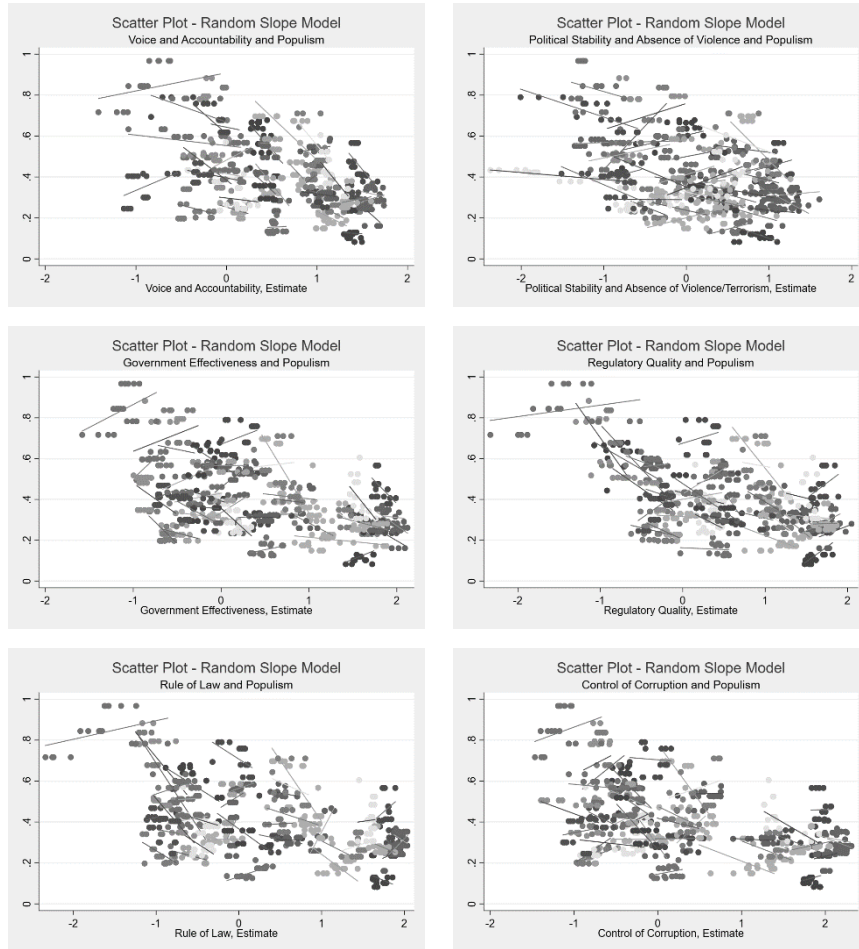 Scatter Plot - Random Slope Model
Voice and Accountability and Populism
1
.8
.6
.4
.2
0
-2 -1 0 1 2
Voice and Accountability, Estimate
Scatter Plot - Random Slope Model
Political Stability and Absence of Violence and Populism
1
.8
.6
.4
.2
0
-2 -1 0 1 2
Political Stability and Absence of Violence/Terrorism, Estimate
Scatter Plot - Random Slope Model
Government Effectiveness and Populism
1
.8
.6
.4
.2
0
-2 -1 0 1 2
Government Effectiveness, Estimate
Scatter Plot - Random Slope Model
Regulatory Quality and Populism
1
.8
.6
.4
.2
0
-2 -1 0 1 2
Regulatory Quality, Estimate
Scatter Plot - Random Slope Model
Rule of Law and Populism
1
.8
.6
.4
.2
0
-2 -1 0 1 2
Rule of Law, Estimate
Scatter Plot - Random Slope Model
Control of Corruption and Populism
1
.8
.6
.4
.2
0
-2 -1 0 1 2
Control of Corruption, Estimate